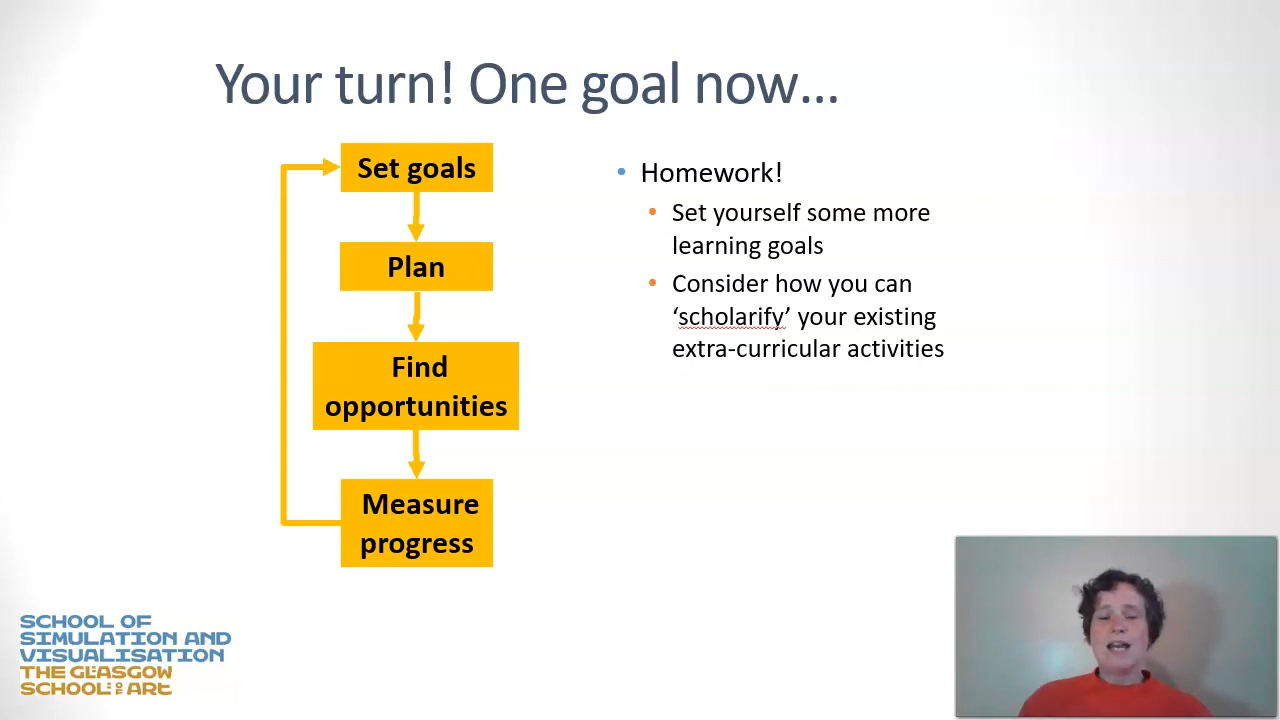 Your turn! One goal now...
Set goals
Plan
Find
opportunities
Measure
progress
• Homework!
• Set yourself some more
learning goals
• Consider how you can
‘scholarify’ your existing
extra-curricular activities
SCHOOL OF
SIMULATION AND
VISUALISATION
THE GLASGOW
SCHOOL OF ART